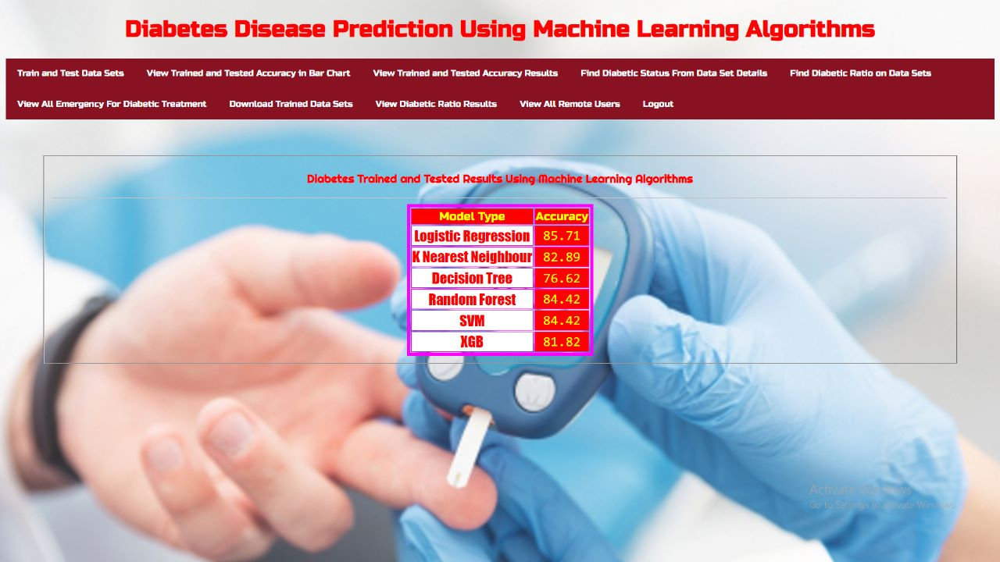 Diabetes Disease Prediction Using Machine Learning Algorithms
Train and Test Data Sets View Trained and Tested Accuracy in Bar Chart View Trained and Tested Accuracy Results Find Diabetic Status From Data Set Details Find Diabetic Ratio on Data Sets
View All Emergency For Diabetic Treatment Download Trained Data Sets View Diabetic Ratio Results View All Remote Users Logout
Diabetes Trained and Tested Results Using Machine Learning Algorithms
Model Type Accuracy
Logistic Regression 85.71
K Nearest Neighbour 82.89
Decision Tree 76.62
Random Forest 84.42
SVM 84.42
XGB 81.82
Activate Windows
Go to Settings to activate Windows.